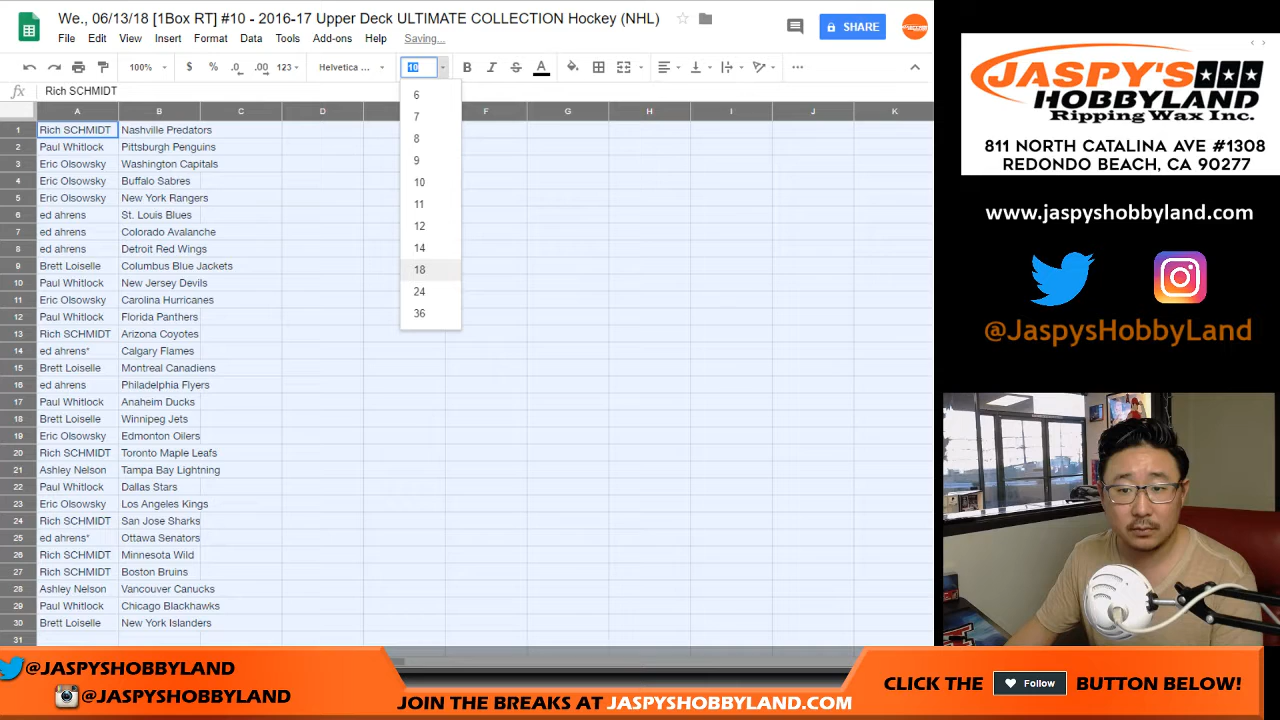 We., 06/13/18 [1Box RT] #10 - 2016-17 Upper Deck ULTIMATE COLLECTION Hockey (NHL)
File Edit View Insert Format Data Tools Add-ons Help Saving...
SHARE
100% $ % .0 .00 123 Helvetica ... 10 B I S A
fx Rich SCHMIDT
A B C D F G H I J K
1 Rich SCHMIDT Nashville Predators
2 Paul Whitlock Pittsburgh Penguins
3 Eric Olsowsky Washington Capitals
4 Eric Olsowsky Buffalo Sabres
5 Eric Olsowsky New York Rangers
6 ed ahrens St. Louis Blues
7 ed ahrens Colorado Avalanche
8 ed ahrens Detroit Red Wings
9 Brett Loiselle Columbus Blue Jackets
10 Paul Whitlock New Jersey Devils
11 Eric Olsowsky Carolina Hurricanes
12 Paul Whitlock Florida Panthers
13 Rich SCHMIDT Arizona Coyotes
14 ed ahrens* Calgary Flames
15 Brett Loiselle Montreal Canadiens
16 ed ahrens Philadelphia Flyers
17 Paul Whitlock Anaheim Ducks
18 Brett Loiselle Winnipeg Jets
19 Eric Olsowsky Edmonton Oilers
20 Rich SCHMIDT Toronto Maple Leafs
21 Ashley Nelson Tampa Bay Lightning
22 Paul Whitlock Dallas Stars
23 Eric Olsowsky Los Angeles Kings
24 Rich SCHMIDT San Jose Sharks
25 ed ahrens* Ottawa Senators
26 Rich SCHMIDT Minnesota Wild
27 Rich SCHMIDT Boston Bruins
28 Ashley Nelson Vancouver Canucks
29 Paul Whitlock Chicago Blackhawks
30 Brett Loiselle New York Islanders
31
6
7
8
9
10
11
12
14
18
24
36
JASPY'S
HOBBYLAND
Ripping Wax Inc.
811 NORTH CATALINA AVE #1308
REDONDO BEACH, CA 90277
www.jaspyshobbyland.com
@JaspysHobbyLand
@JASPYSHOBBYLAND
@JASPYSHOBBYLAND
JOIN THE BREAKS AT JASPYSHOBBYLAND.COM
CLICK THE Follow BUTTON BELOW!